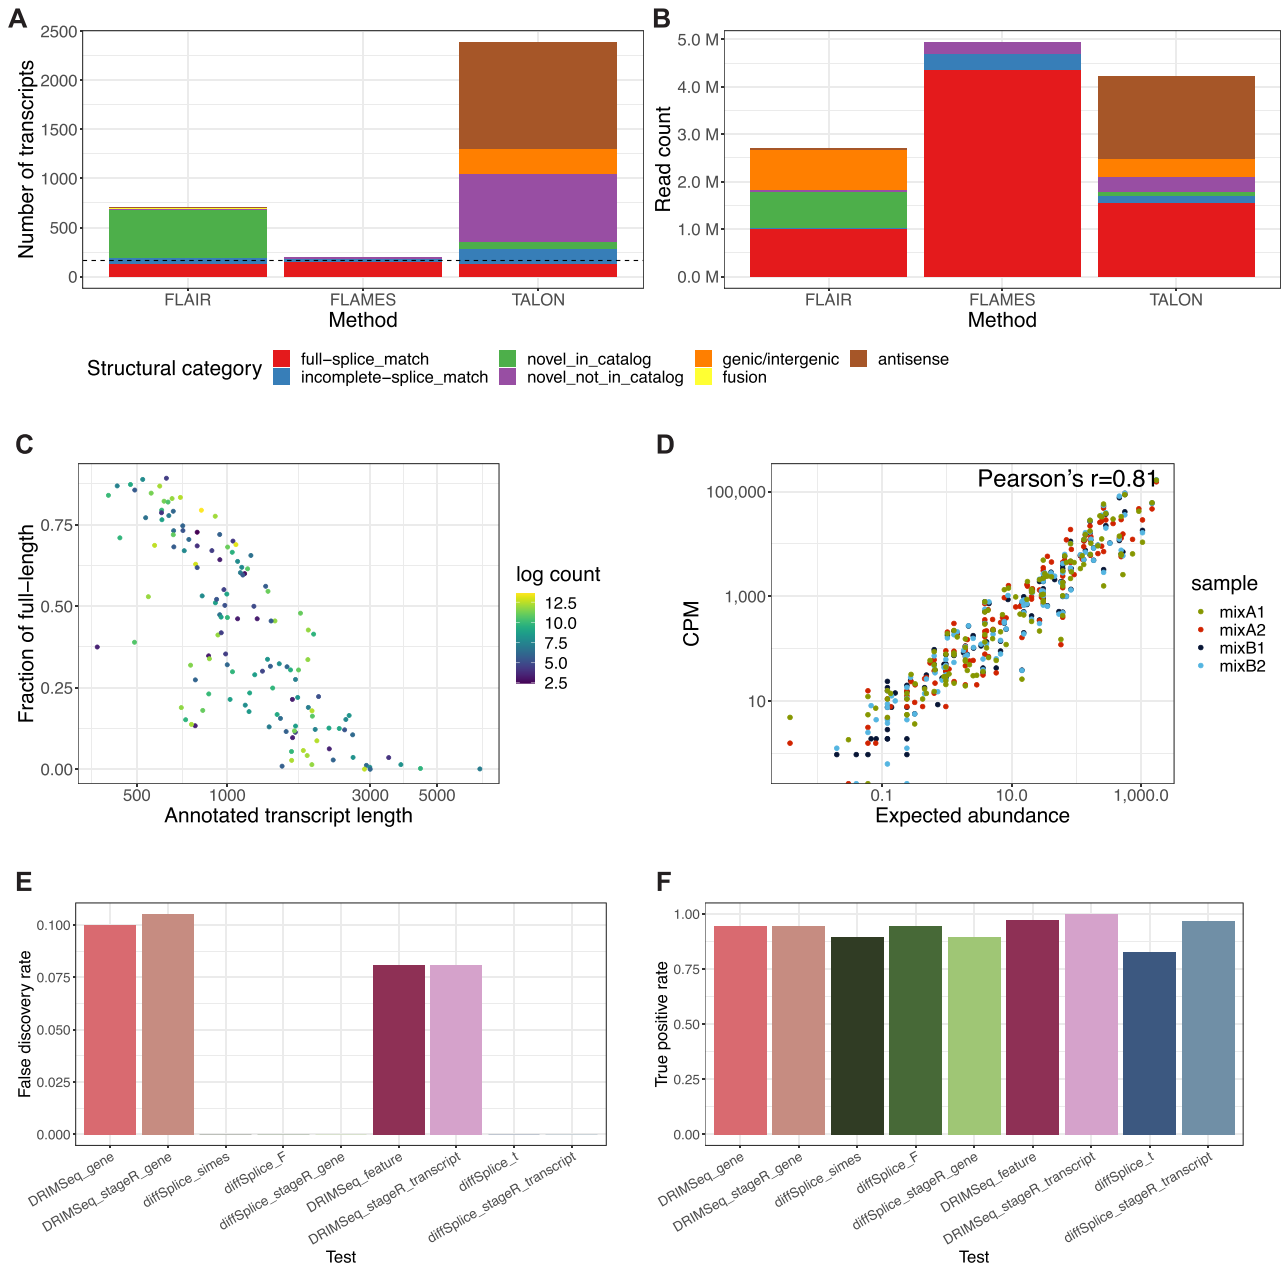 A
Number of transcripts
2500
2000
1500
1000
500
0
FLAIR FLAMES TALON
Method
B
Read count
5.0 M
4.0 M
3.0 M
2.0 M
1.0 M
0.0 M
FLAIR FLAMES TALON
Method
Structural category
full-splice_match novel_in_catalog genic/intergenic antisense
incomplete-splice_match novel_not_in_catalog fusion
C
Fraction of full-length
0.75
0.50
0.25
0.00
500 1000 3000 5000
Annotated transcript length
log count
12.5
10.0
7.5
5.0
2.5
D
Pearson's r=0.81
CPM
100,000
1,000
10
0.1 10.0 1,000.0
Expected abundance
sample
mixA1
mixA2
mixB1
mixB2
E
False discovery rate
0.100
0.075
0.050
0.025
0.000
DRIMSeq_gene
DRIMSeq_stageR_gene
diffSplice_simes
diffSplice_F
diffSplice_stageR_gene
DRIMSeq_feature
DRIMSeq_stageR_transcript
diffSplice_t
diffSplice_stageR_transcript
Test
F
True positive rate
1.00
0.75
0.50
0.25
0.00
DRIMSeq_gene
DRIMSeq_stageR_gene
diffSplice_simes
diffSplice_F
diffSplice_stageR_gene
DRIMSeq_feature
DRIMSeq_stageR_transcript
diffSplice_t
diffSplice_stageR_transcript
Test